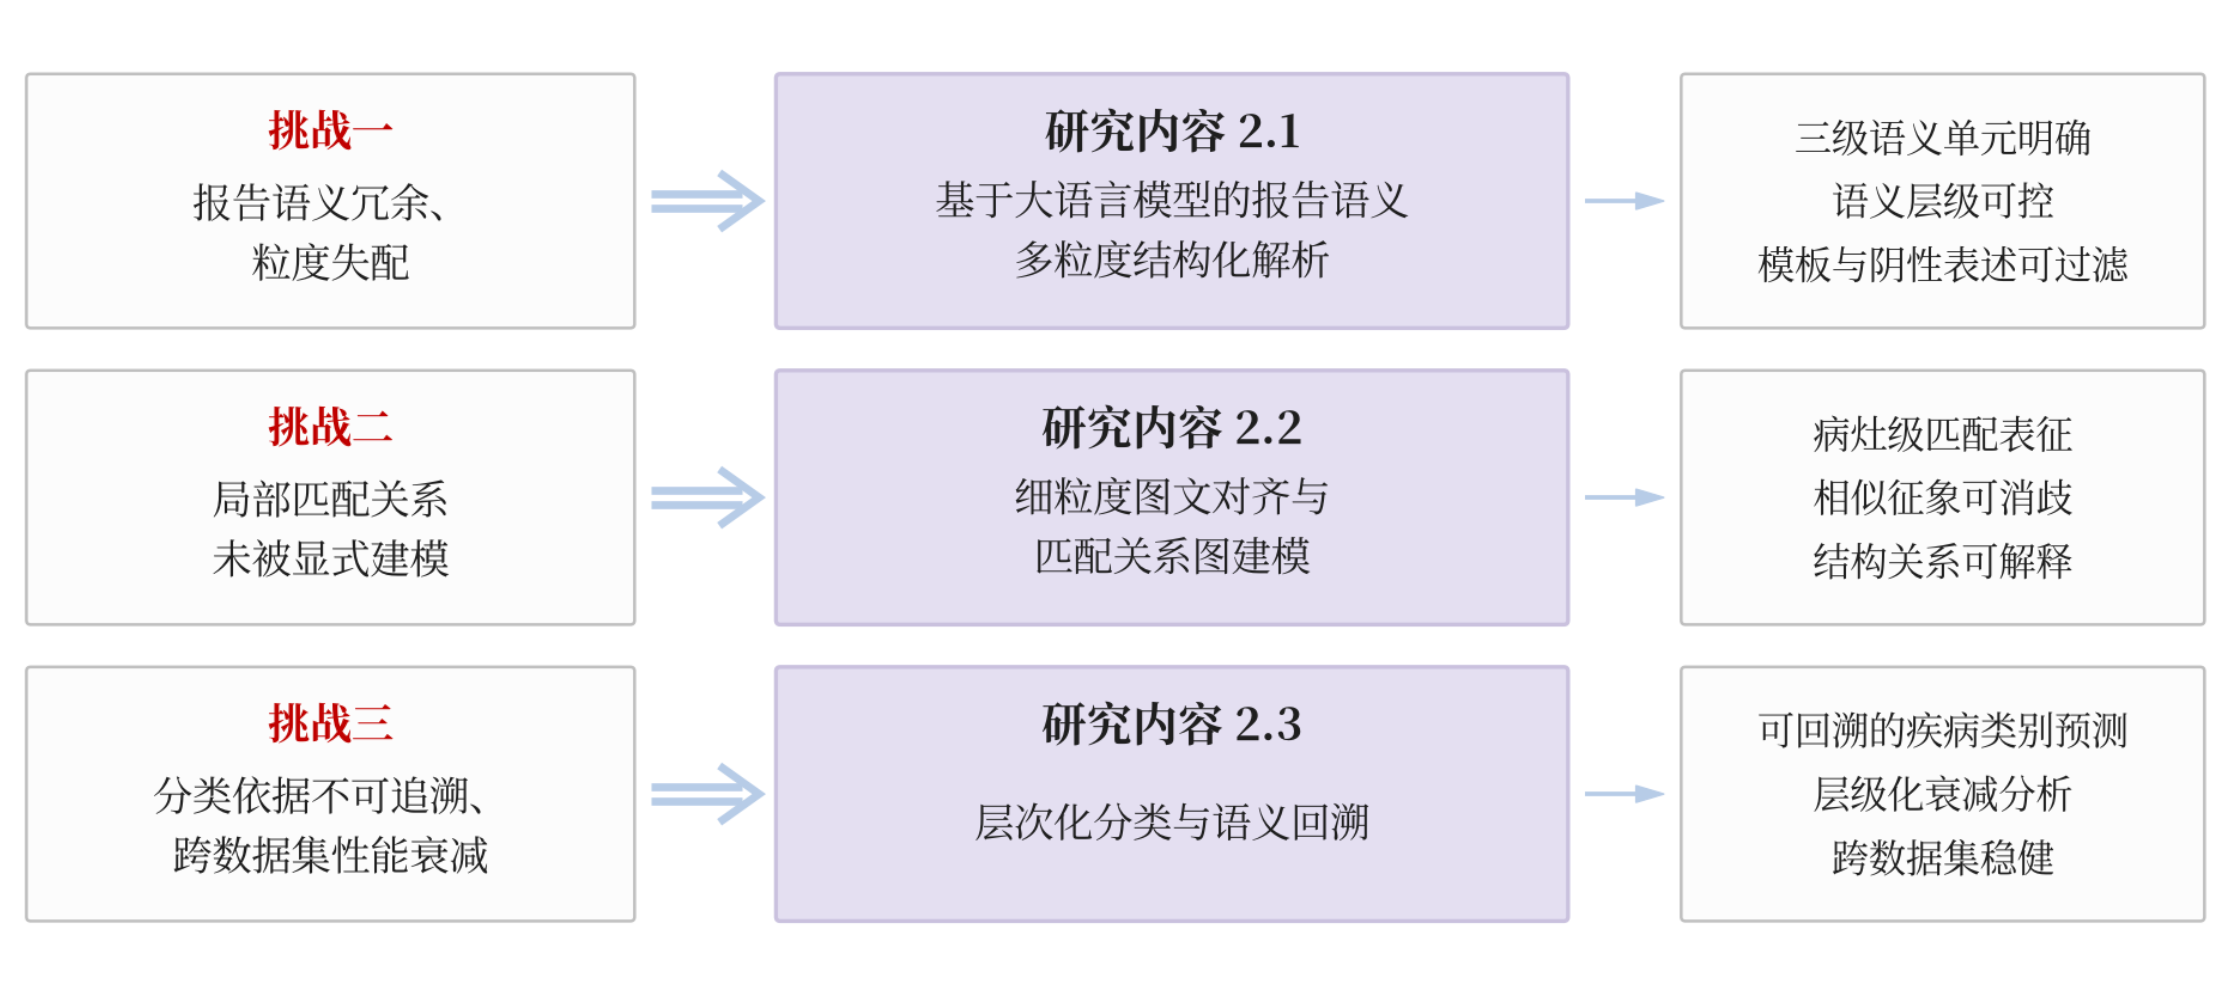 挑战一
报告语义冗余、
粒度失配
研究内容 2.1
基于大语言模型的报告语义
多粒度结构化解析
三级语义单元明确
语义层级可控
模板与阴性表述可过滤
挑战二
局部匹配关系
未被显式建模
研究内容 2.2
细粒度图文对齐与
匹配关系图建模
病灶级匹配表征
相似征象可消歧
结构关系可解释
挑战三
分类依据不可追溯、
跨数据集性能衰减
研究内容 2.3
层次化分类与语义回溯
可回溯的疾病类别预测
层级化衰减分析
跨数据集稳健